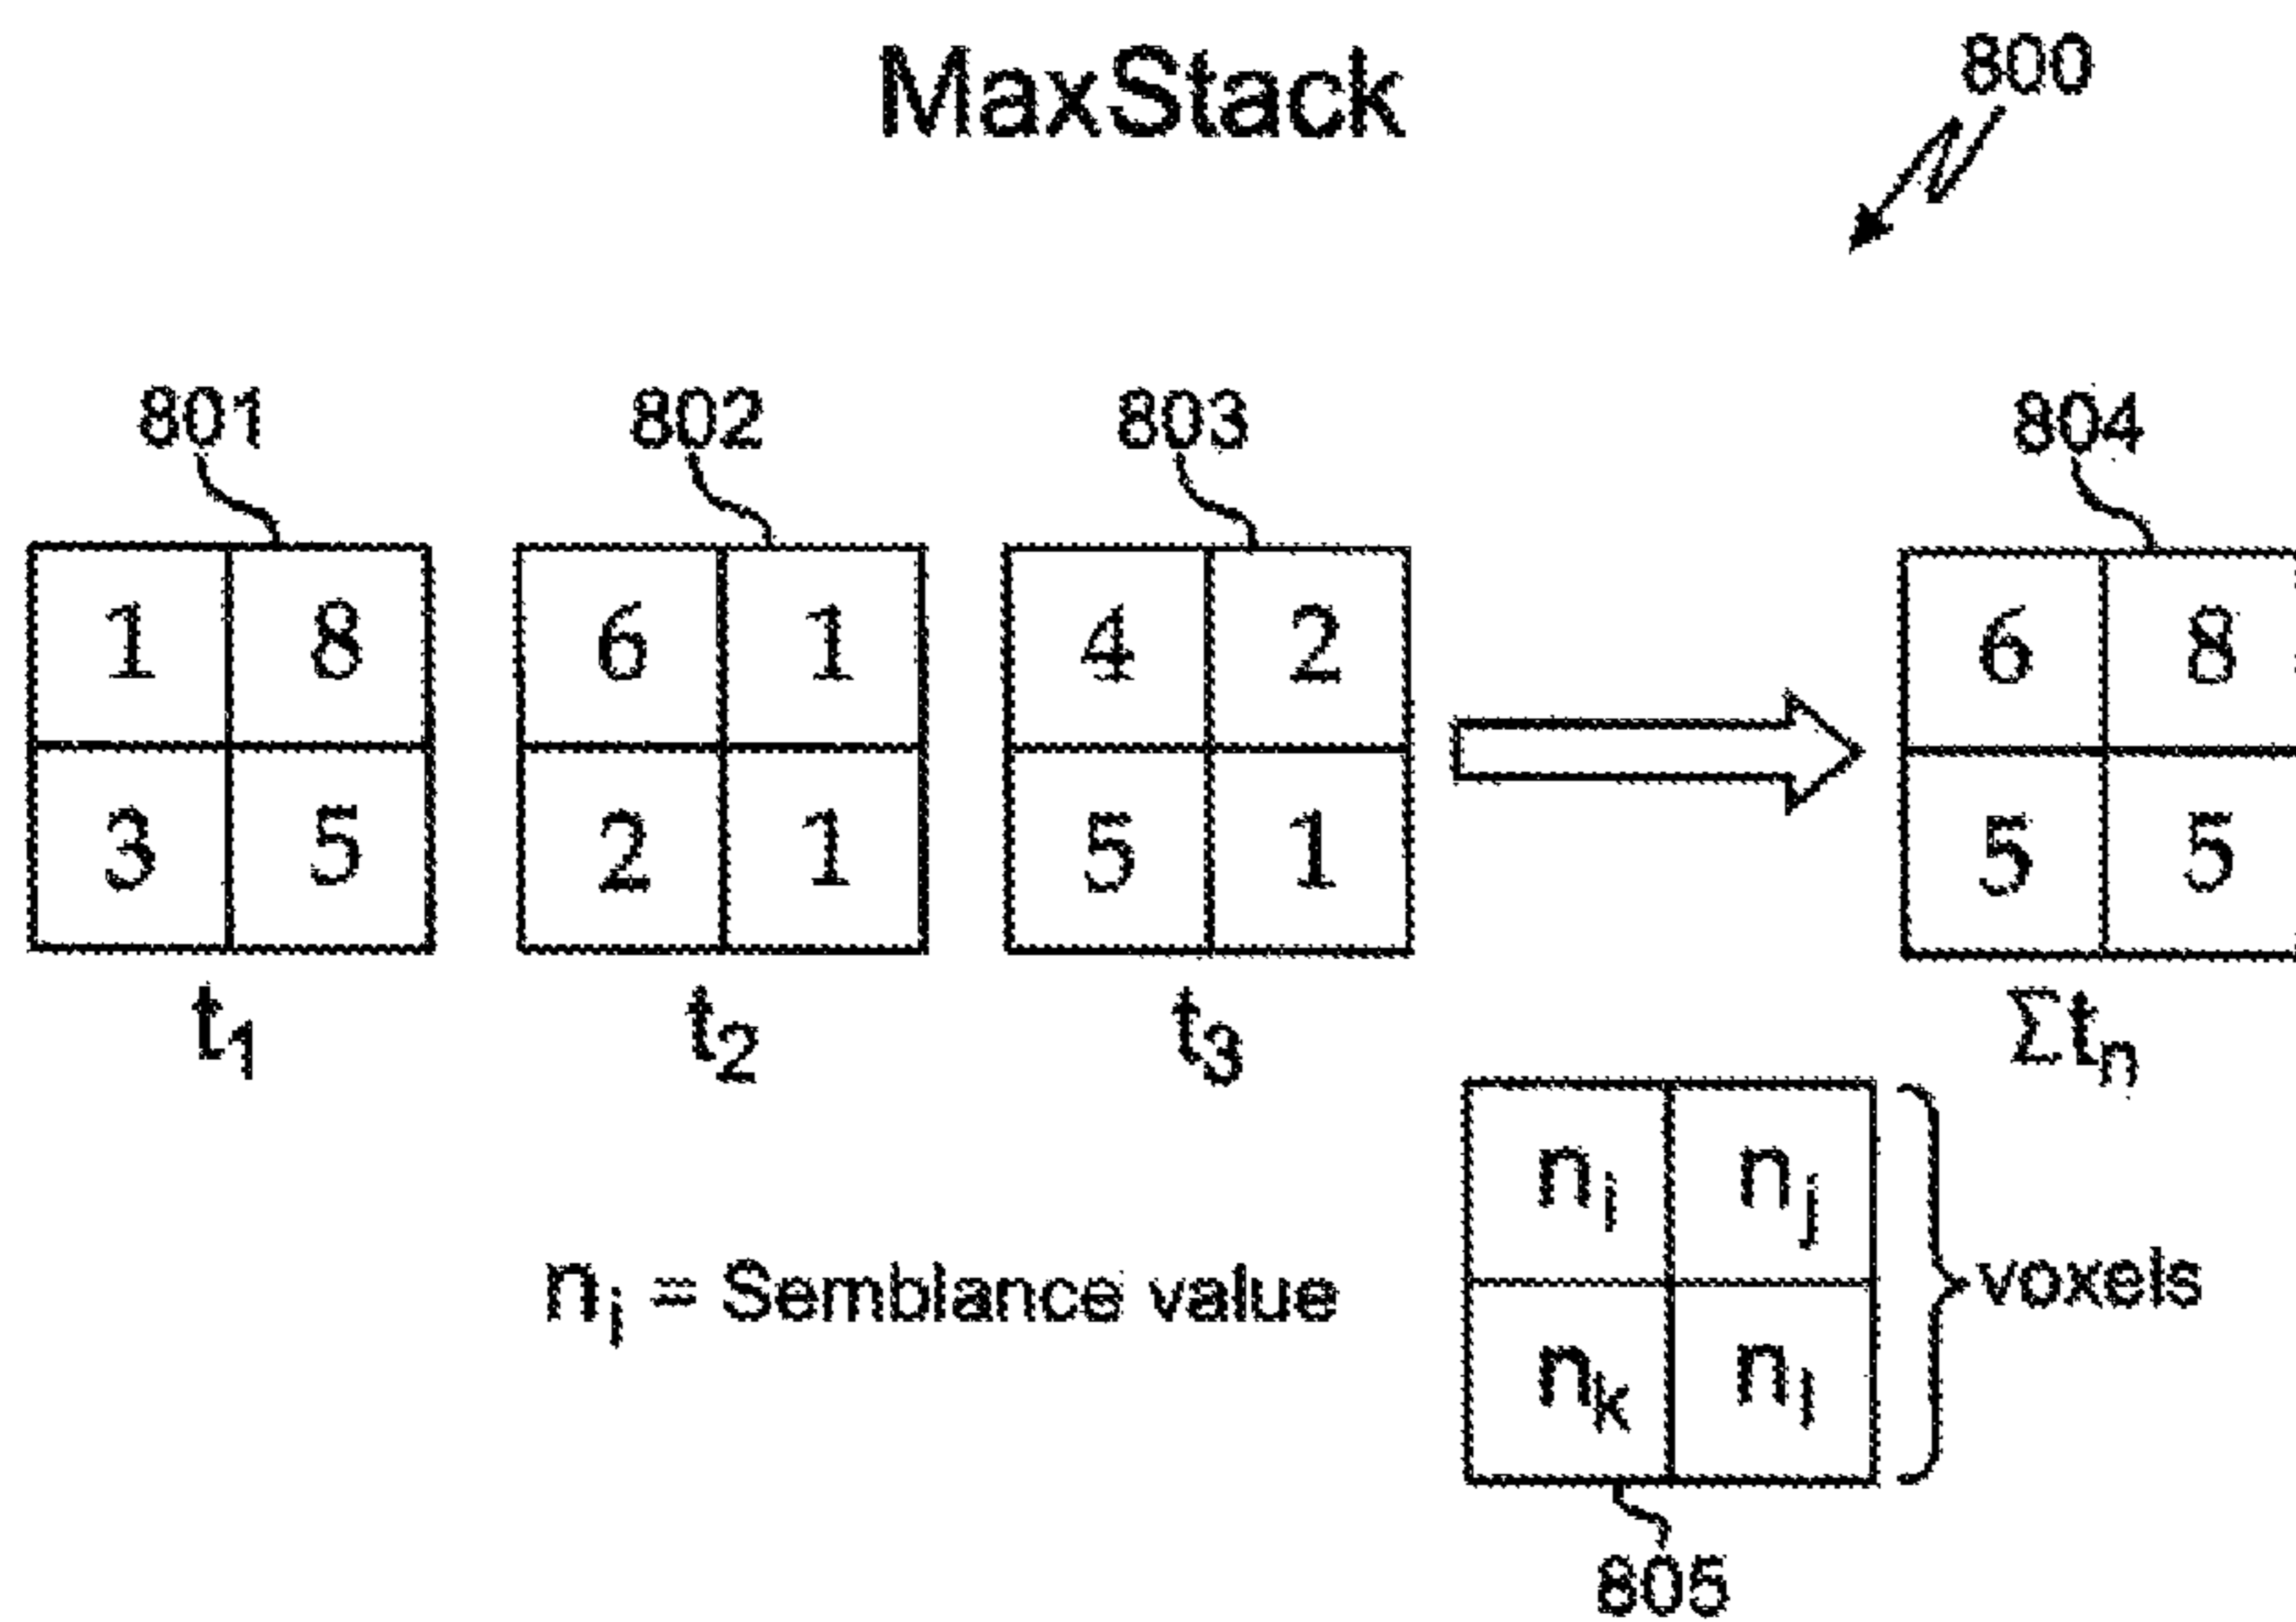 MaxStack
800
801 802 803 804
1 8 6 1 4 2 6 8
3 5 2 1 5 1 5 5
t₁ t₂ t₃ Σtₙ
nᵢ nⱼ
nᵢ = Semblance value voxels
nₖ nₗ
805